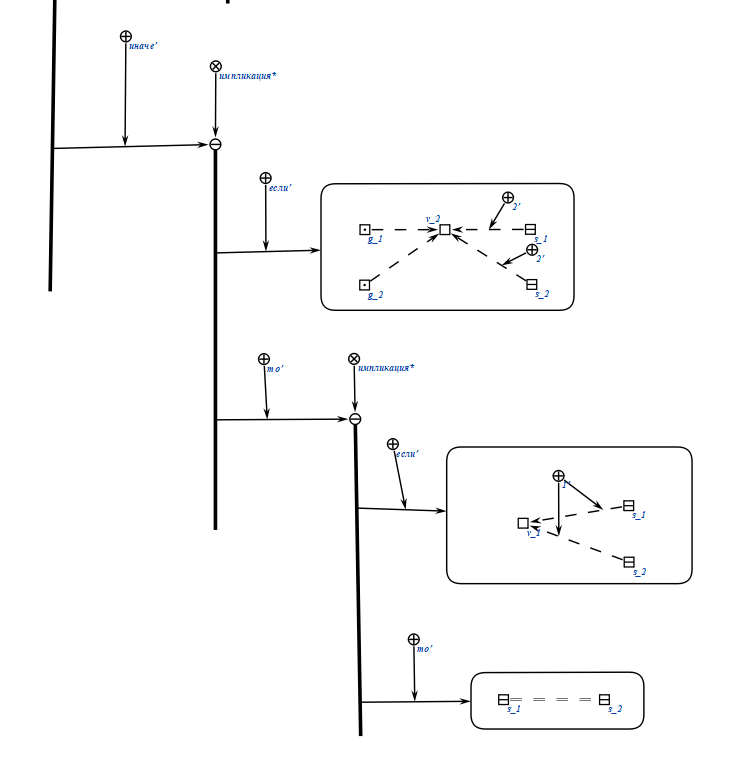 иначе'
импликация*
если'
2'
v_2
g_1
s_1
2'
g_2
s_2
то'
импликация*
если'
1'
s_1
v_1
s_2
то'
s_1
s_2